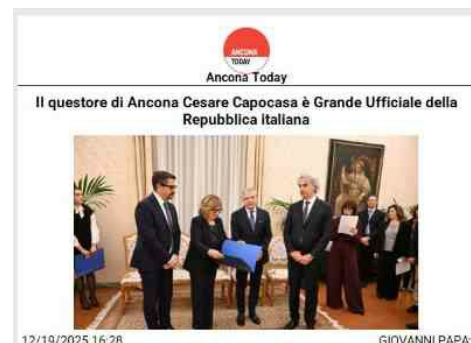 ANCONA
TODAY
Ancona Today
Il questore di Ancona Cesare Capocasa è Grande Ufficiale della
Repubblica italiana
12/19/2025 16:28
GIOVANNI PAPA